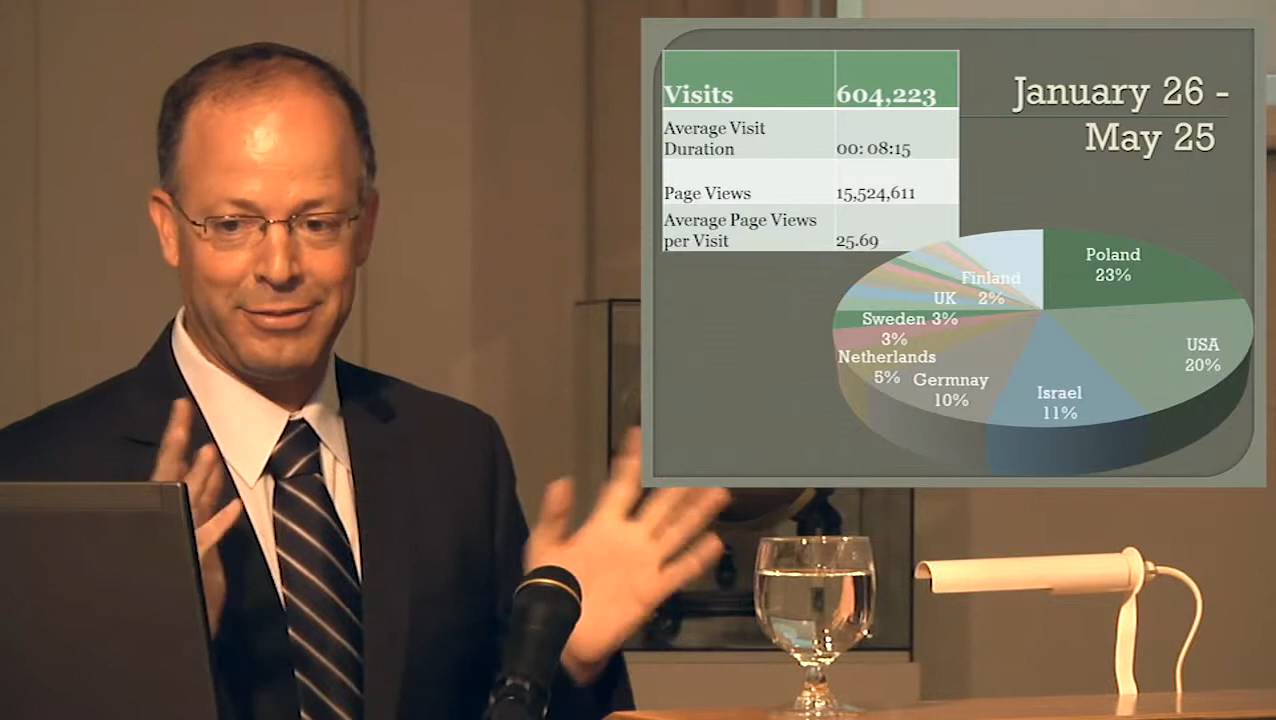 January 26 -
May 25
Visits 604,223
Average Visit
Duration 00: 08:15
Page Views 15,524,611
Average Page Views
per Visit 25.69
Poland
23%
USA
20%
Israel
11%
Germnay
10%
Netherlands
5%
Sweden
3%
UK
3%
Finland
2%